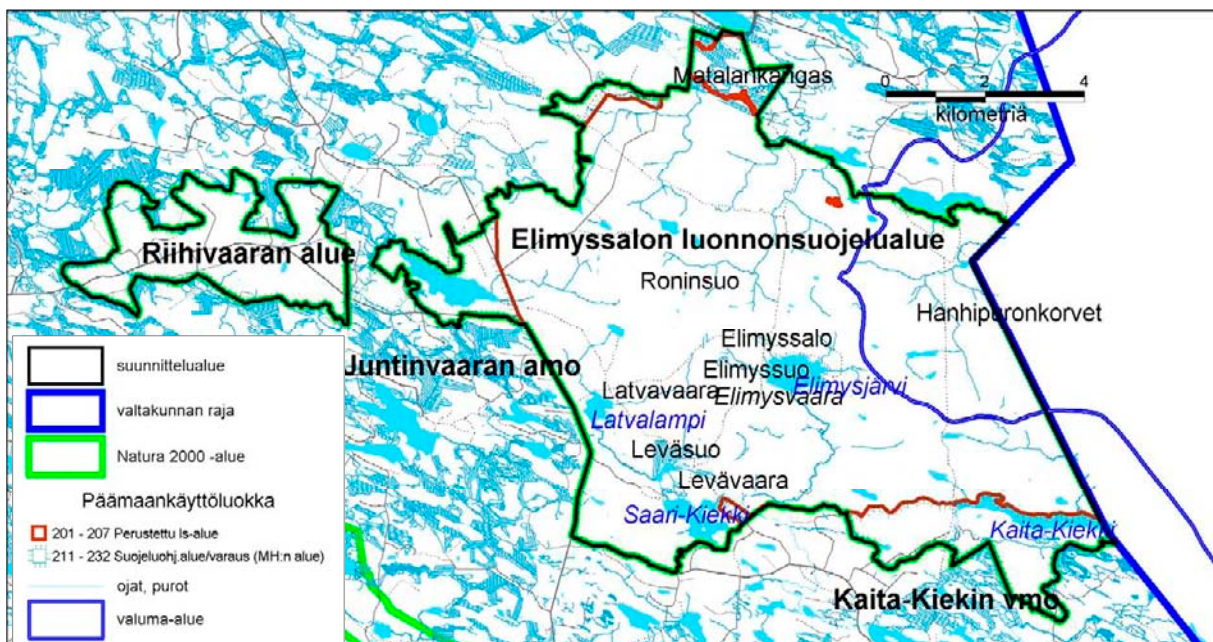 Matalankangas
0 2 4
kilometriä
Elimyssalon luonnonsuojelualue
Riihivaaran alue
Roninsuo
Hanhipuronkorvet
Elimyssalo
Juntinvaaran amo
Elimyssuo
Elimysjärvi
Latvavaara
Elimysvaara
Latvalampi
Leväsuo
Levävaara
Saari-Kiekki
Kaita-Kiekki
Kaita-Kiekin vmo
suunnittelualue
valtakunnan raja
Natura 2000 -alue
Päämaankäyttöluokka
201 - 207 Perustettu ls-alue
211 - 232 Suojeluohj.alue/varaus (MH:n alue)
ojat, purot
valuma-alue